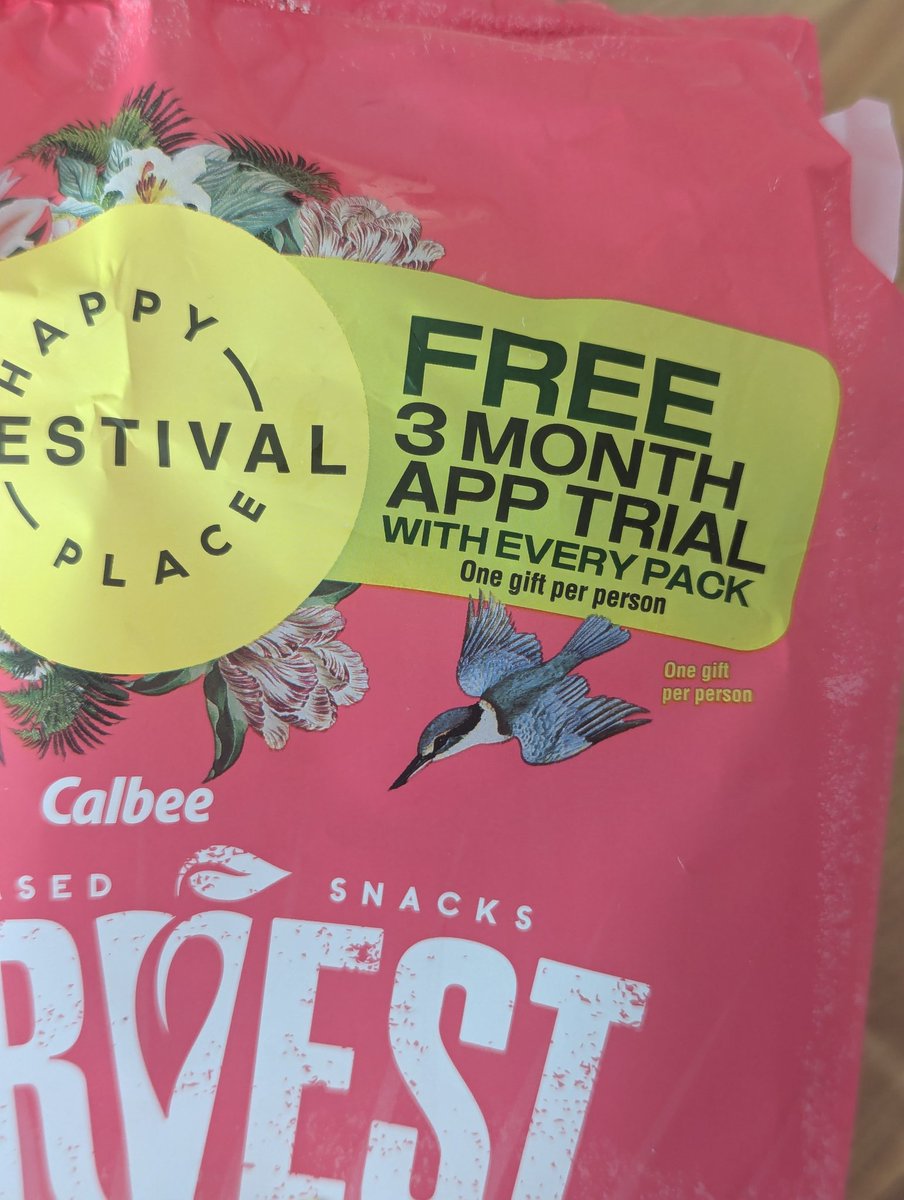 HAPPY
ESTIVAL
PLACE
FREE
3 MONTH
APP TRIAL
WITH EVERY PACK
One gift per person
One gift
per person
Calbee
ASED SNACKS
RVEST